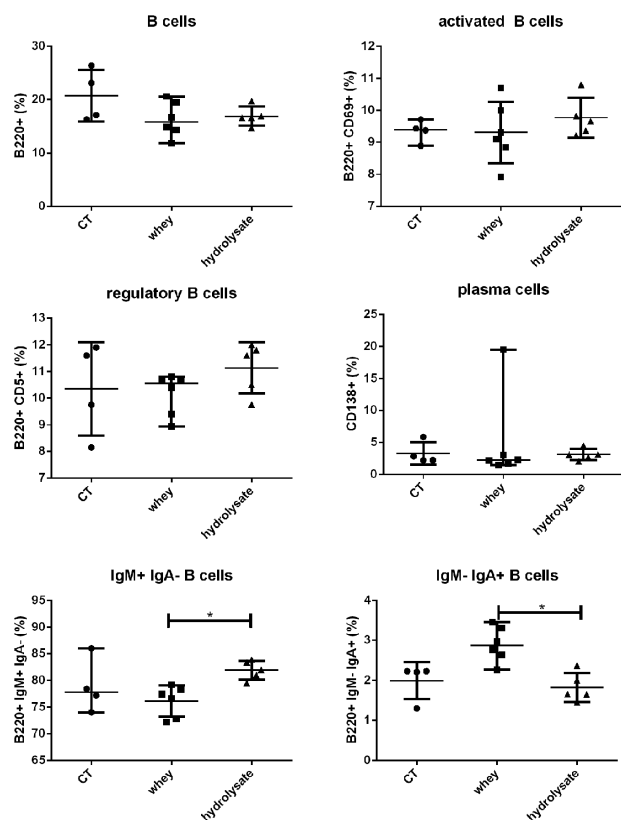 B cells
B220+ (%)
30
20
10
0
CT
whey
hydrolysate
activated B cells
B220+ CD69+ (%)
12
11
10
9
8
7
6
CT
whey
hydrolysate
regulatory B cells
B220+ CD5+ (%)
13
12
11
10
9
8
7
CT
whey
hydrolysate
plasma cells
CD138+ (%)
25
20
15
10
5
0
CT
whey
hydrolysate
IgM+ IgA- B cells
B220+ IgM+ IgA- (%)
95
90
85
80
75
70
65
*
CT
whey
hydrolysate
IgM- IgA+ B cells
B220+ IgM- IgA+ (%)
4
3
2
1
0
*
CT
whey
hydrolysate